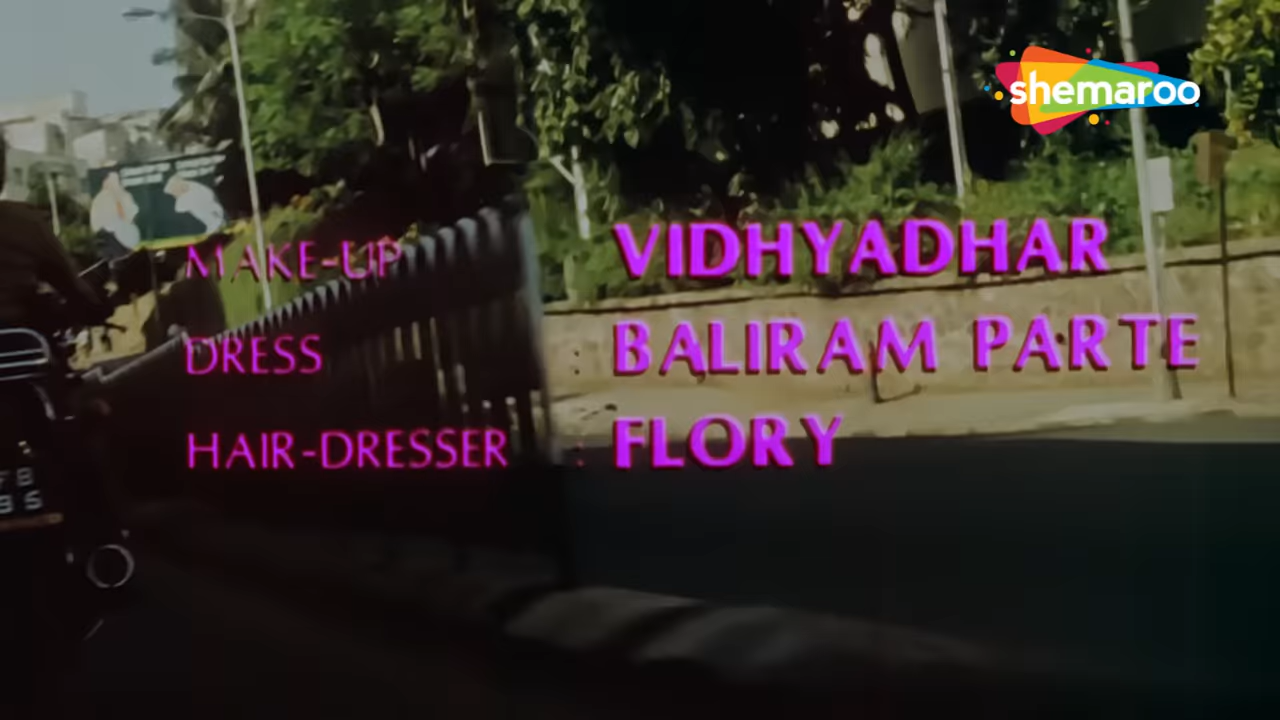 shemaroo
MAKE-UP VIDHYADHAR
DRESS : BALIRAM PARTE
HAIR-DRESSER : FLORY